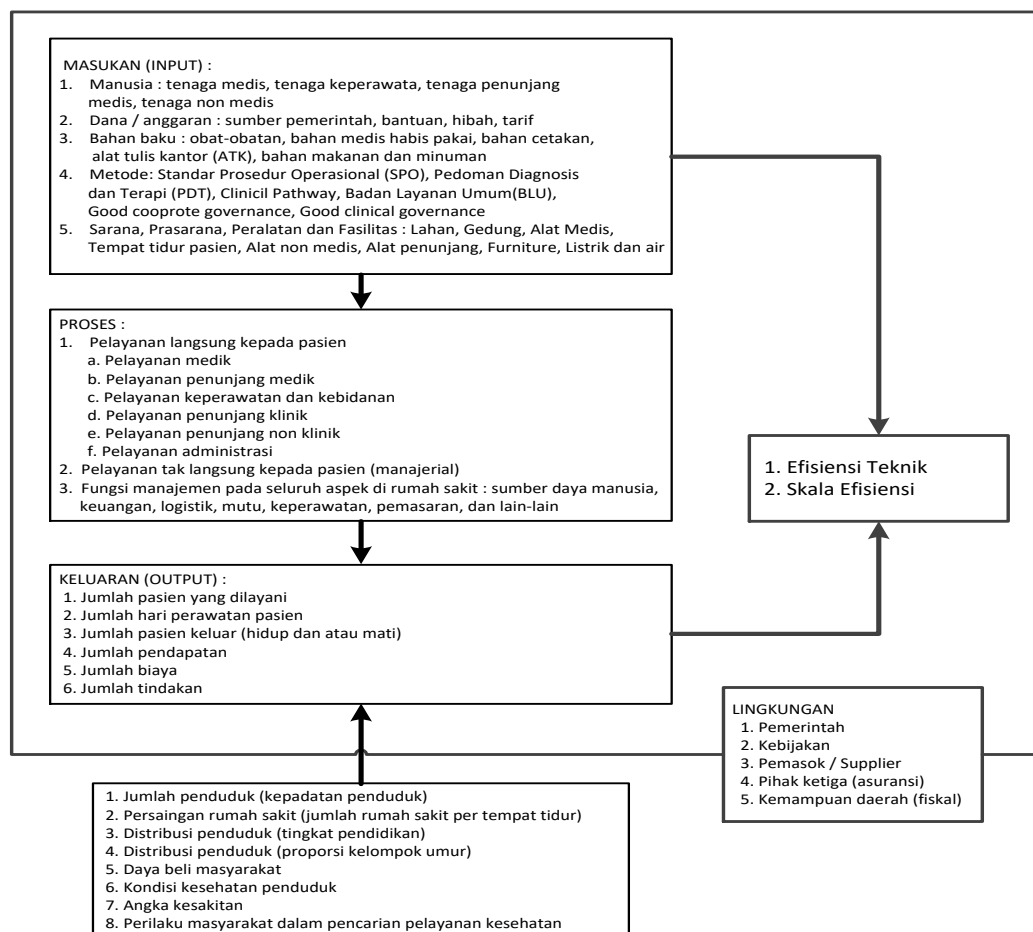 MASUKAN (INPUT) :
1. Manusia : tenaga medis, tenaga keperawata, tenaga penunjang
medis, tenaga non medis
2. Dana / anggaran : sumber pemerintah, bantuan, hibah, tarif
3. Bahan baku : obat-obatan, bahan medis habis pakai, bahan cetakan,
alat tulis kantor (ATK), bahan makanan dan minuman
4. Metode: Standar Prosedur Operasional (SPO), Pedoman Diagnosis
dan Terapi (PDT), Clinicil Pathway, Badan Layanan Umum(BLU),
Good cooprote governance, Good clinical governance
5. Sarana, Prasarana, Peralatan dan Fasilitas : Lahan, Gedung, Alat Medis,
Tempat tidur pasien, Alat non medis, Alat penunjang, Furniture, Listrik dan air
PROSES :
1. Pelayanan langsung kepada pasien
a. Pelayanan medik
b. Pelayanan penunjang medik
c. Pelayanan keperawatan dan kebidanan
d. Pelayanan penunjang klinik
e. Pelayanan penunjang non klinik
f. Pelayanan administrasi
2. Pelayanan tak langsung kepada pasien (manajerial)
3. Fungsi manajemen pada seluruh aspek di rumah sakit : sumber daya manusia,
keuangan, logistik, mutu, keperawatan, pemasaran, dan lain-lain
1. Efisiensi Teknik
2. Skala Efisiensi
KELUARAN (OUTPUT) :
1. Jumlah pasien yang dilayani
2. Jumlah hari perawatan pasien
3. Jumlah pasien keluar (hidup dan atau mati)
4. Jumlah pendapatan
5. Jumlah biaya
6. Jumlah tindakan
LINGKUNGAN
1. Pemerintah
2. Kebijakan
3. Pemasok / Supplier
4. Pihak ketiga (asuransi)
5. Kemampuan daerah (fiskal)
1. Jumlah penduduk (kepadatan penduduk)
2. Persaingan rumah sakit (jumlah rumah sakit per tempat tidur)
3. Distribusi penduduk (tingkat pendidikan)
4. Distribusi penduduk (proporsi kelompok umur)
5. Daya beli masyarakat
6. Kondisi kesehatan penduduk
7. Angka kesakitan
8. Perilaku masyarakat dalam pencarian pelayanan kesehatan